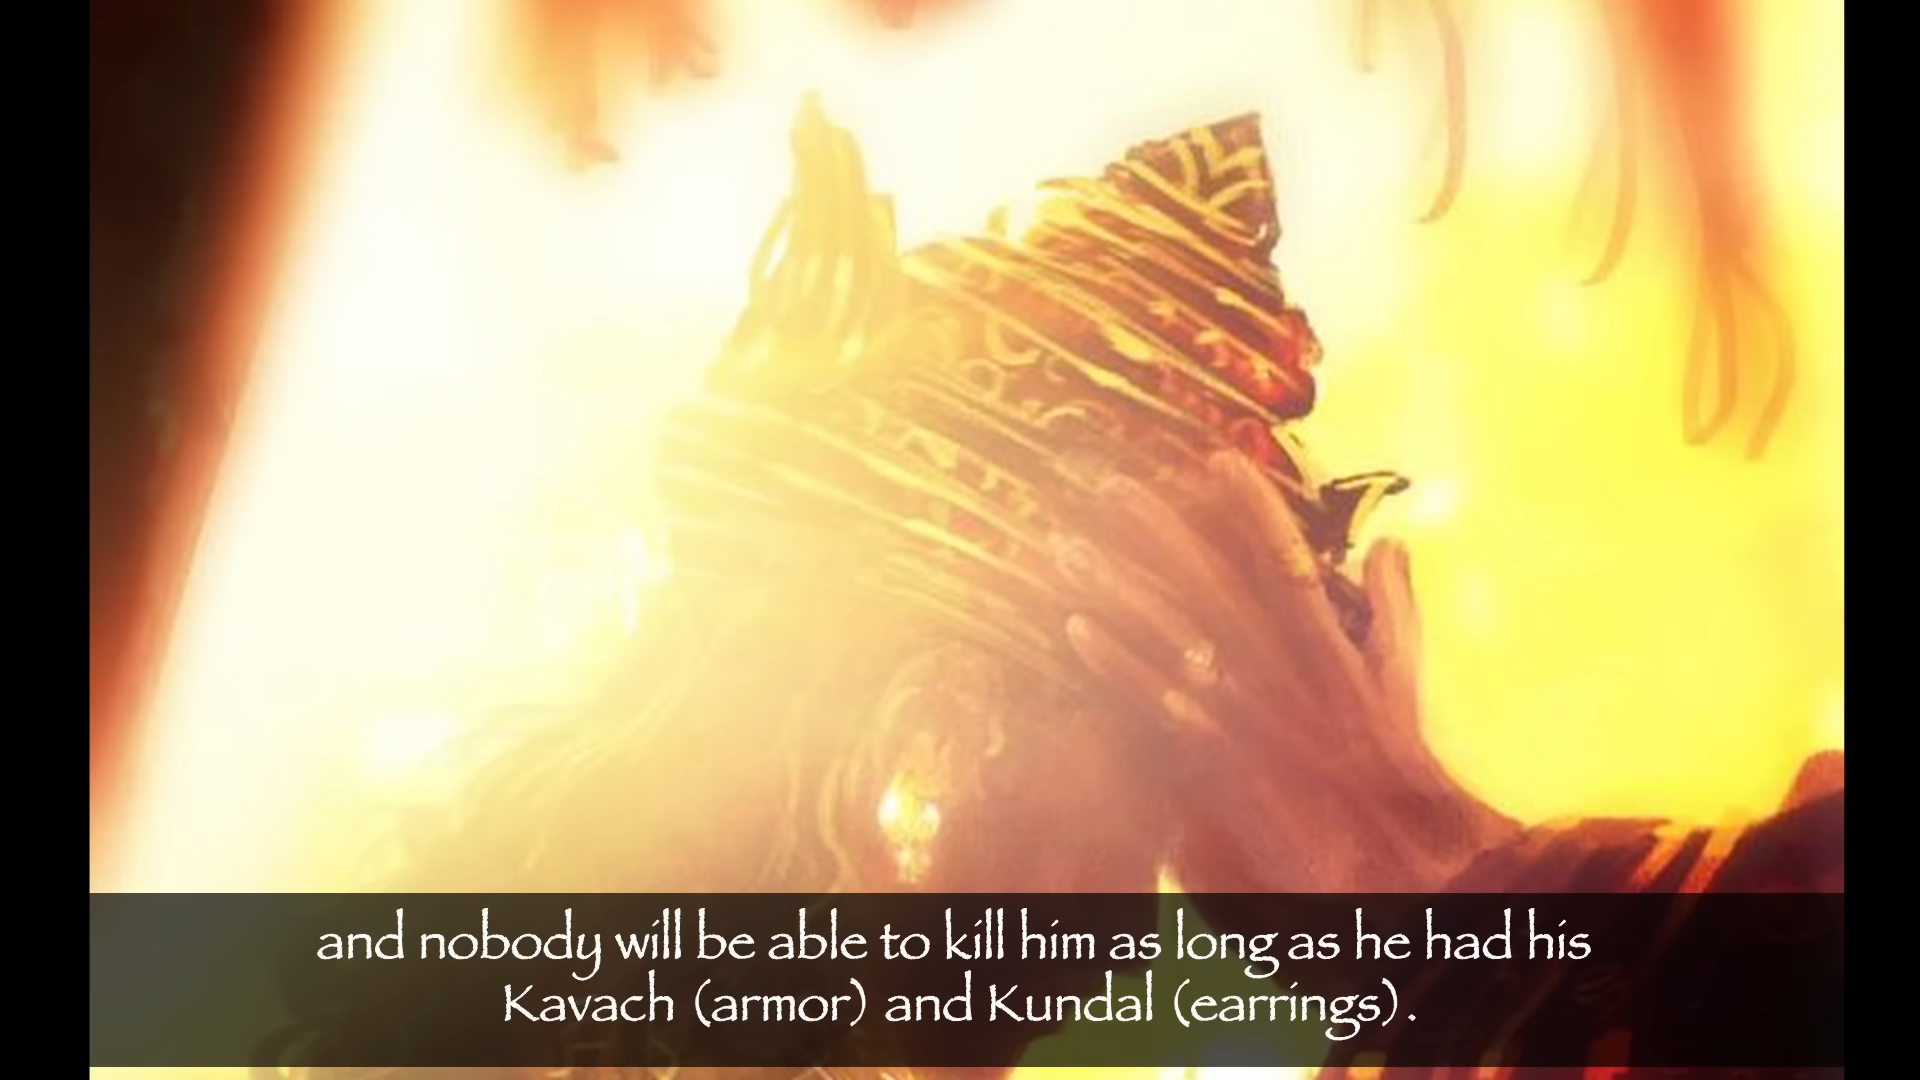 and nobody will be able to kill him as long as he had his
Kavach (armor) and Kundal (earrings).